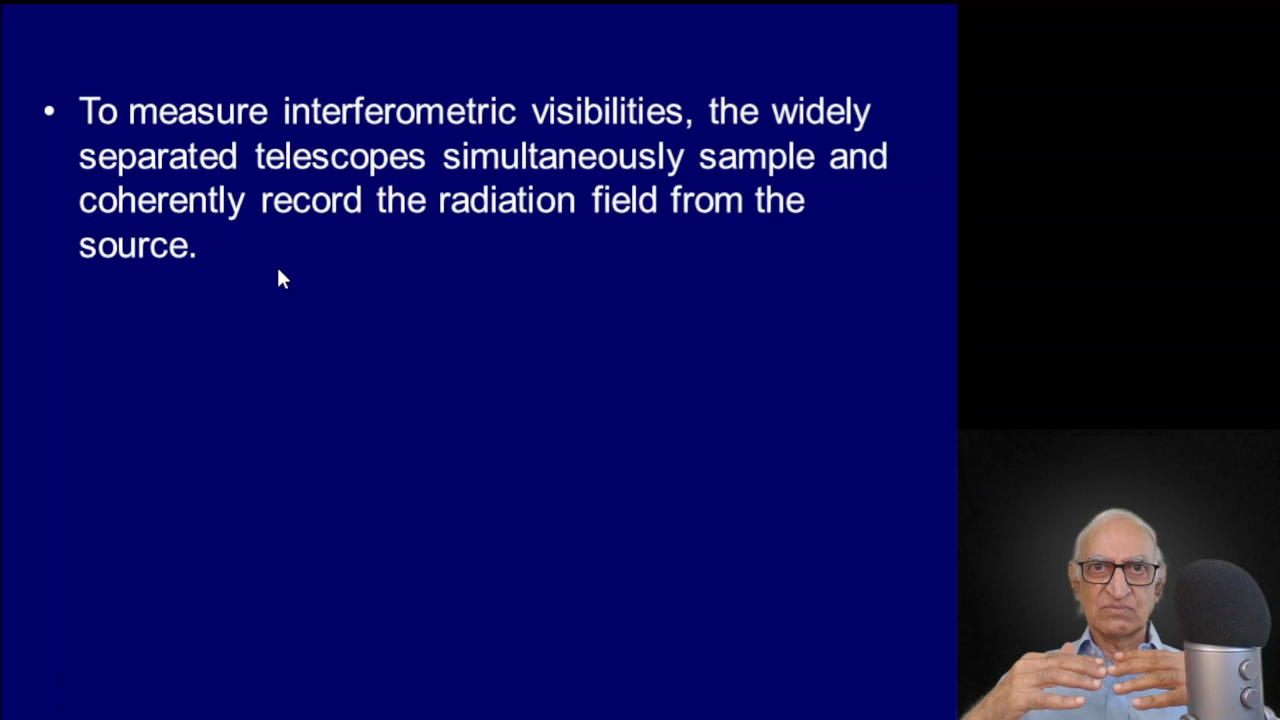 • To measure interferometric visibilities, the widely
separated telescopes simultaneously sample and
coherently record the radiation field from the
source.